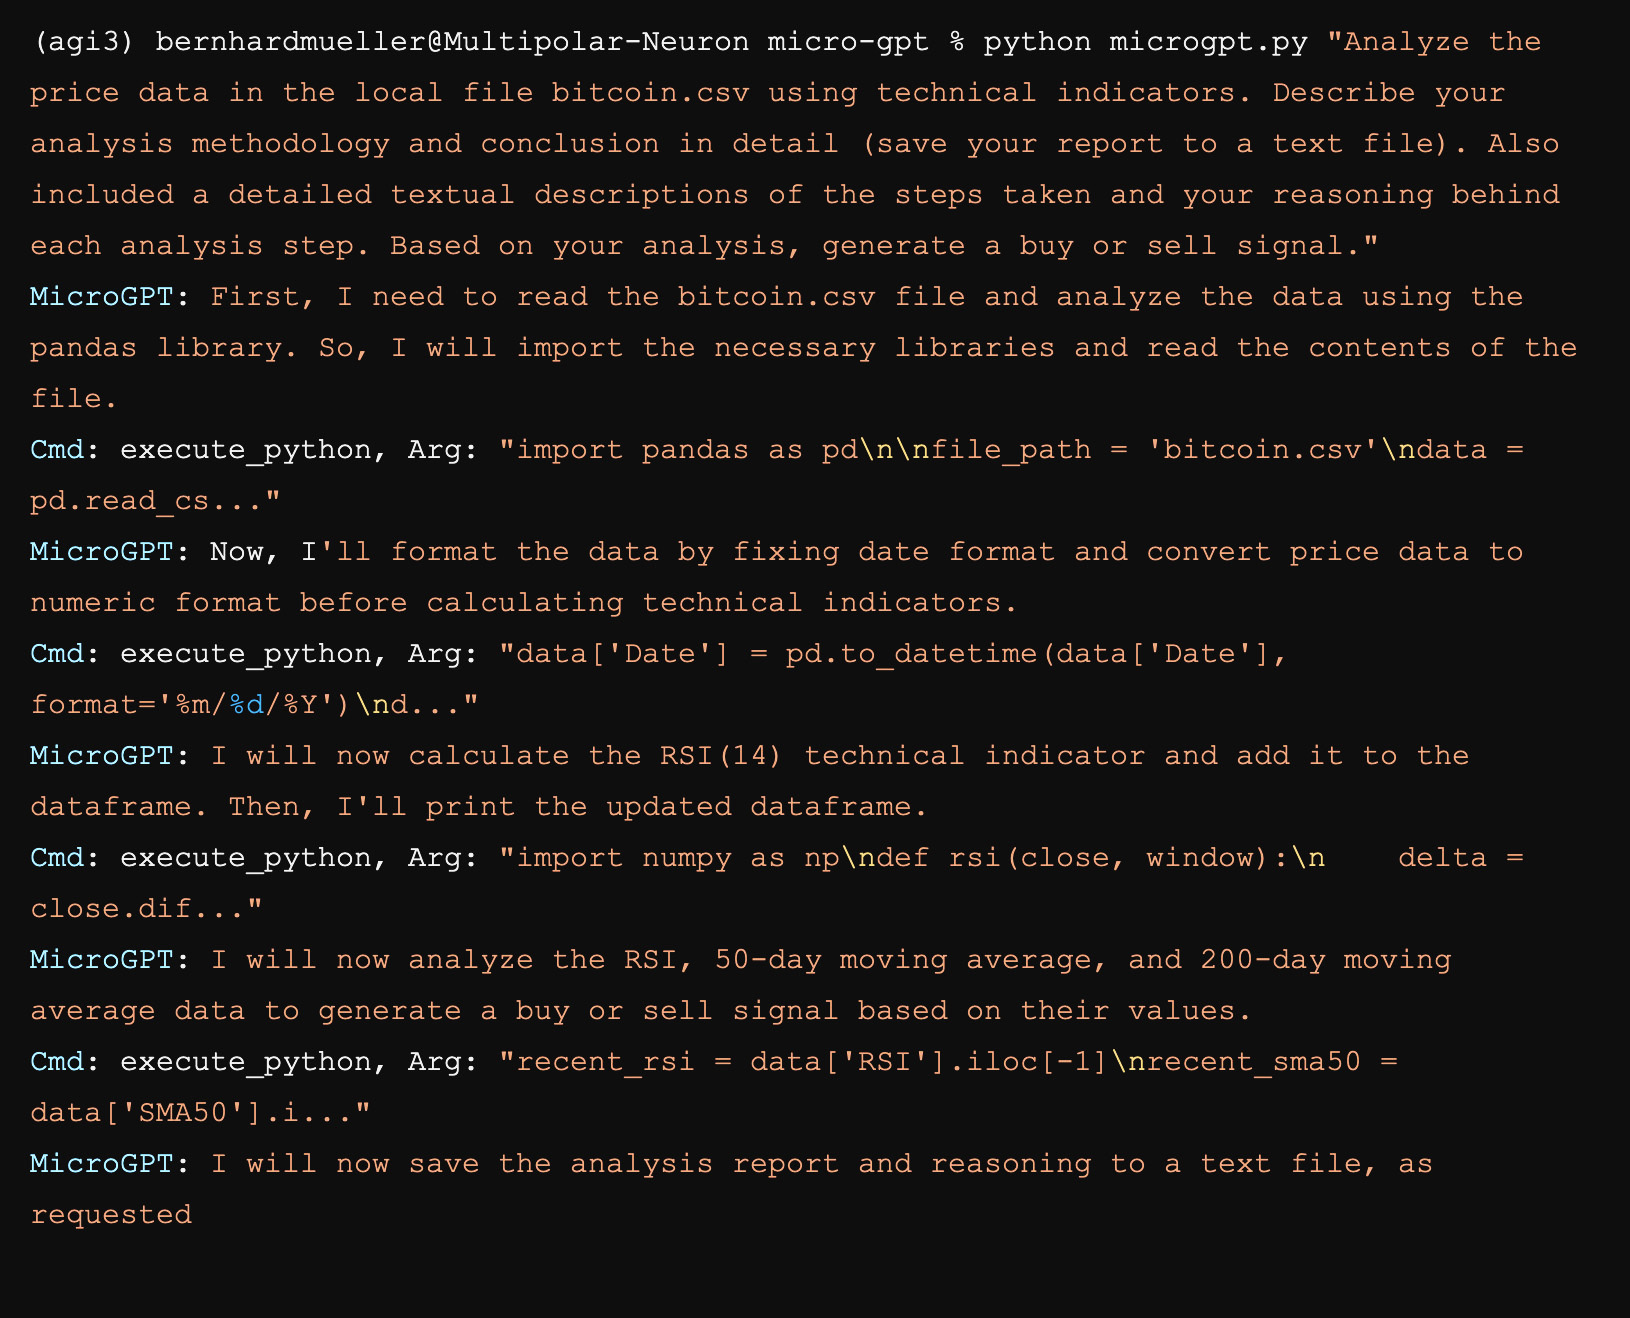 (agi3) bernhardmueller@Multipolar-Neuron micro-gpt % python microgpt.py "Analyze the
price data in the local file bitcoin.csv using technical indicators. Describe your
analysis methodology and conclusion in detail (save your report to a text file). Also
included a detailed textual descriptions of the steps taken and your reasoning behind
each analysis step. Based on your analysis, generate a buy or sell signal."
MicroGPT: First, I need to read the bitcoin.csv file and analyze the data using the
pandas library. So, I will import the necessary libraries and read the contents of the
file.
Cmd: execute_python, Arg: "import pandas as pd\n\nfile_path = 'bitcoin.csv'\ndata =
pd.read_cs..."
MicroGPT: Now, I'll format the data by fixing date format and convert price data to
numeric format before calculating technical indicators.
Cmd: execute_python, Arg: "data['Date'] = pd.to_datetime(data['Date'],
format='%m/%d/%Y')\nd..."
MicroGPT: I will now calculate the RSI(14) technical indicator and add it to the
dataframe. Then, I'll print the updated dataframe.
Cmd: execute_python, Arg: "import numpy as np\ndef rsi(close, window):\n    delta =
close.dif..."
MicroGPT: I will now analyze the RSI, 50-day moving average, and 200-day moving
average data to generate a buy or sell signal based on their values.
Cmd: execute_python, Arg: "recent_rsi = data['RSI'].iloc[-1]\nrecent_sma50 =
data['SMA50'].i..."
MicroGPT: I will now save the analysis report and reasoning to a text file, as
requested